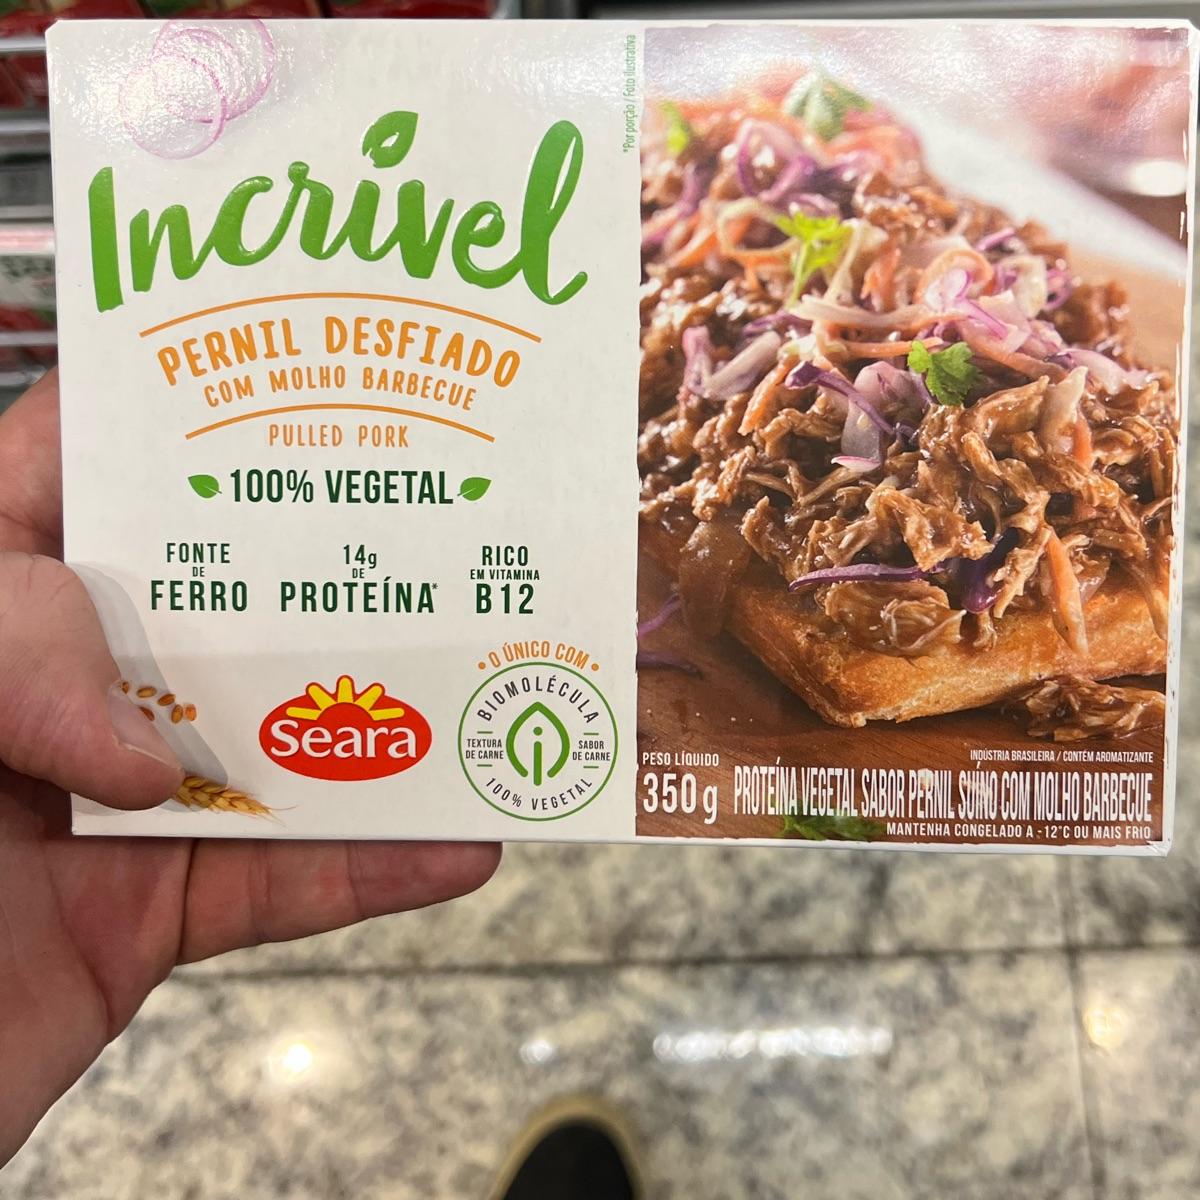 Incrível
PERNIL DESFIADO
COM MOLHO BARBECUE
PULLED PORK
100% VEGETAL
FONTE
DE
FERRO
14g
DE
PROTEÍNA*
RICO
EM VITAMINA
B12
Seara
• O ÚNICO COM •
BIOMOLÉCULA
TEXTURA
DE CARNE
SABOR
DE CARNE
100% VEGETAL
*Por porção / Foto ilustrativa
PESO LÍQUIDO
350 g
INDÚSTRIA BRASILEIRA / CONTÉM AROMATIZANTE
PROTEÍNA VEGETAL SABOR PERNIL SUÍNO COM MOLHO BARBECUE
MANTENHA CONGELADO A -12°C OU MAIS FRIO